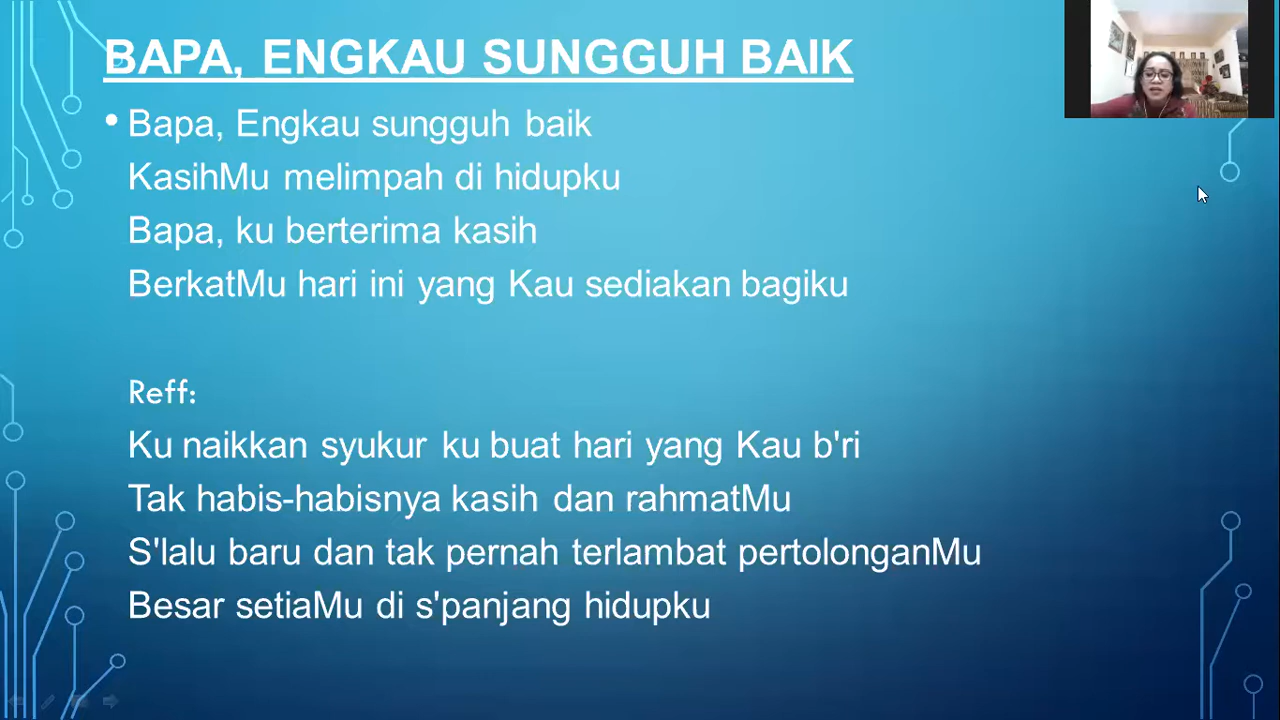 BAPA, ENGKAU SUNGGUH BAIK
• Bapa, Engkau sungguh baik
KasihMu melimpah di hidupku
Bapa, ku berterima kasih
BerkatMu hari ini yang Kau sediakan bagiku
Reff:
Ku naikkan syukur ku buat hari yang Kau b'ri
Tak habis-habisnya kasih dan rahmatMu
S'lalu baru dan tak pernah terlambat pertolonganMu
Besar setiaMu di s'panjang hidupku